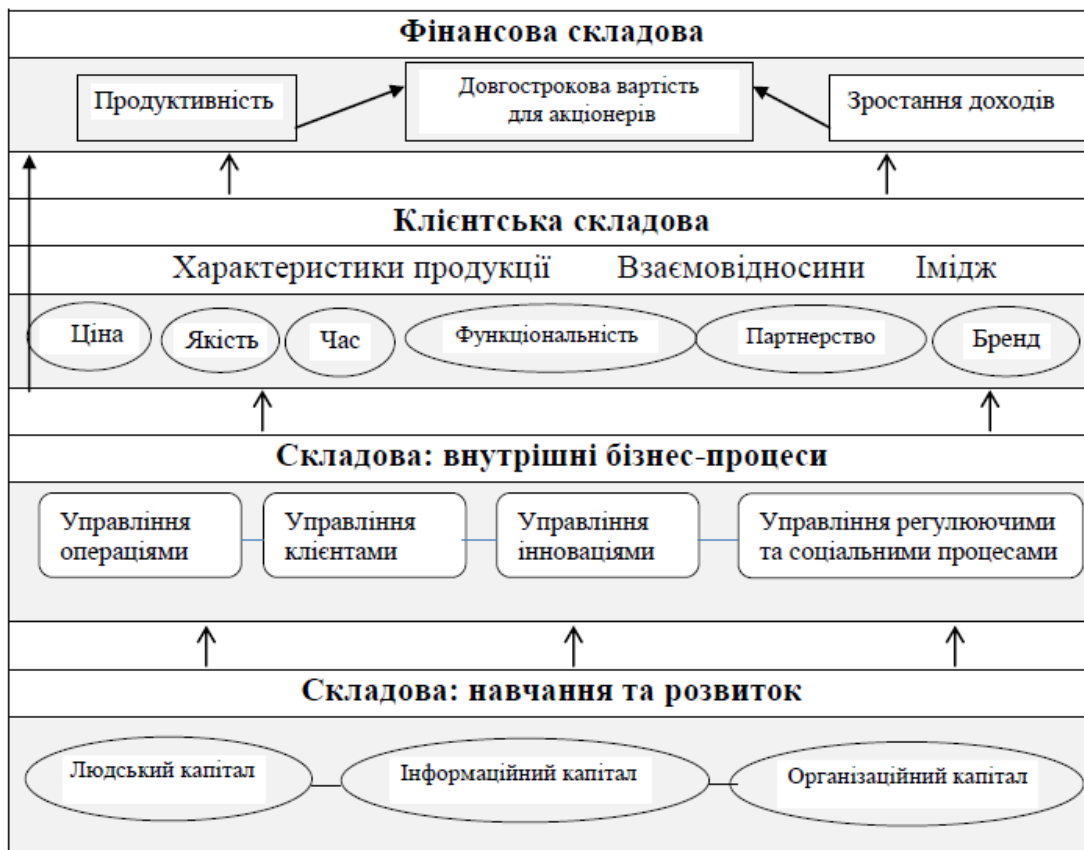 Фінансова складова
Продуктивність
Довгострокова вартість
для акціонерів
Зростання доходів
Клієнтська складова
Характеристики продукції Взаємовідносини Імідж
Ціна
Якість
Час
Функціональність
Партнерство
Бренд
Складова: внутрішні бізнес-процеси
Управління
операціями
Управління
клієнтами
Управління
інноваціями
Управління регулюючими
та соціальними процесами
Складова: навчання та розвиток
Людський капітал
Інформаційний капітал
Організаційний капітал